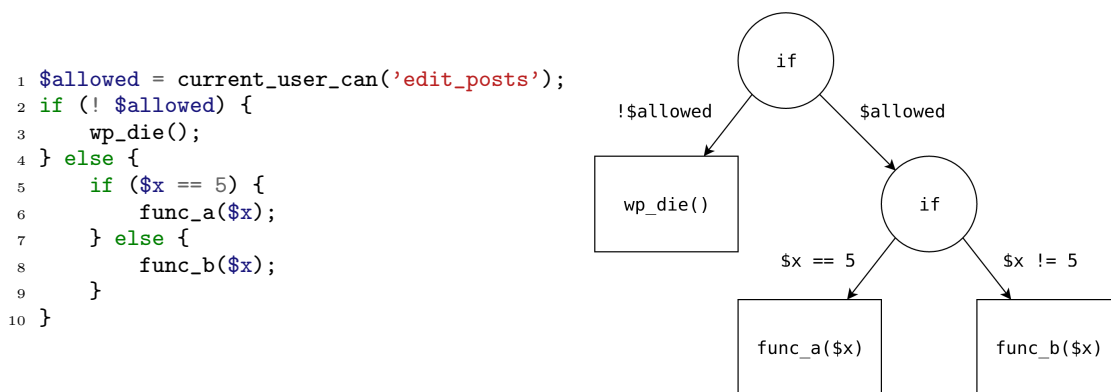 1 $allowed = current_user_can('edit_posts');
2 if (! $allowed) {
3     wp_die();
4 } else {
5     if ($x == 5) {
6         func_a($x);
7     } else {
8         func_b($x);
9     }
10 }
if
!$allowed
$allowed
wp_die()
if
$x == 5
$x != 5
func_a($x)
func_b($x)